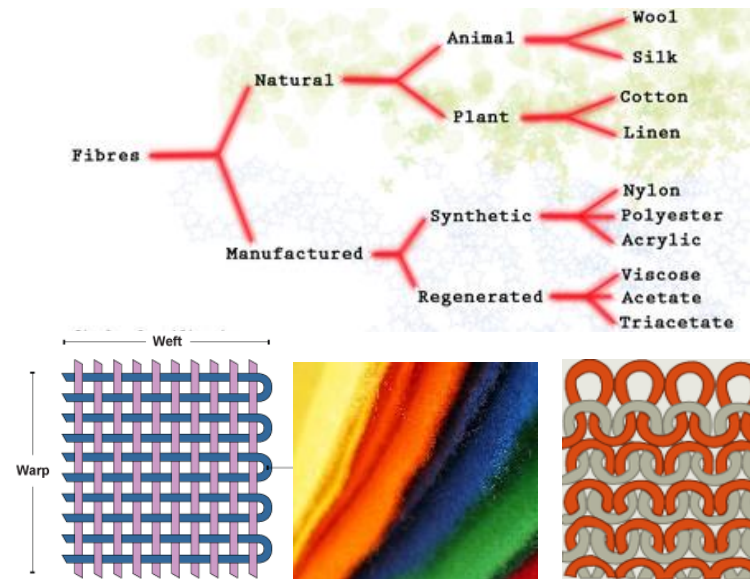 Wool
Animal
Silk
Natural
Cotton
Plant
Linen
Fibres
Nylon
Synthetic
Polyester
Acrylic
Manufactured
Viscose
Regenerated
Acetate
Triacetate
Weft
Warp